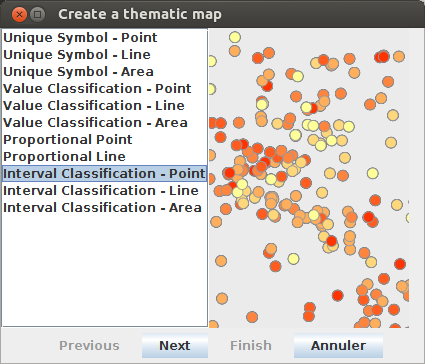 Create a thematic map
Unique Symbol - Point
Unique Symbol - Line
Unique Symbol - Area
Value Classification - Point
Value Classification - Line
Value Classification - Area
Proportional Point
Proportional Line
Interval Classification - Point
Interval Classification - Line
Interval Classification - Area
Previous Next Finish Annuler